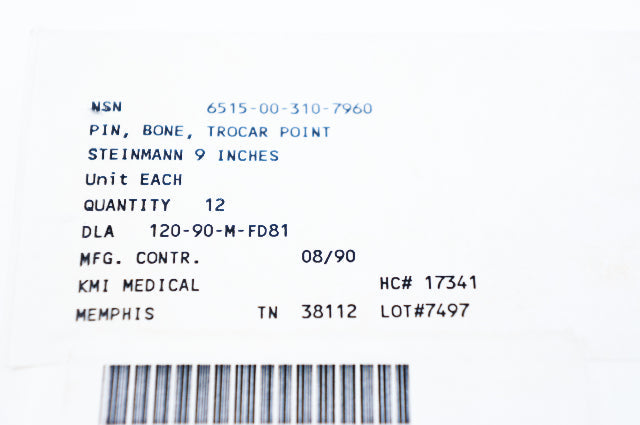 NSN 6515-00-310-7960
PIN, BONE, TROCAR POINT
STEINMANN 9 INCHES
Unit EACH
QUANTITY 12
DLA 120-90-M-FD81
MFG. CONTR. 08/90
KMI MEDICAL HC# 17341
MEMPHIS TN 38112 LOT#7497